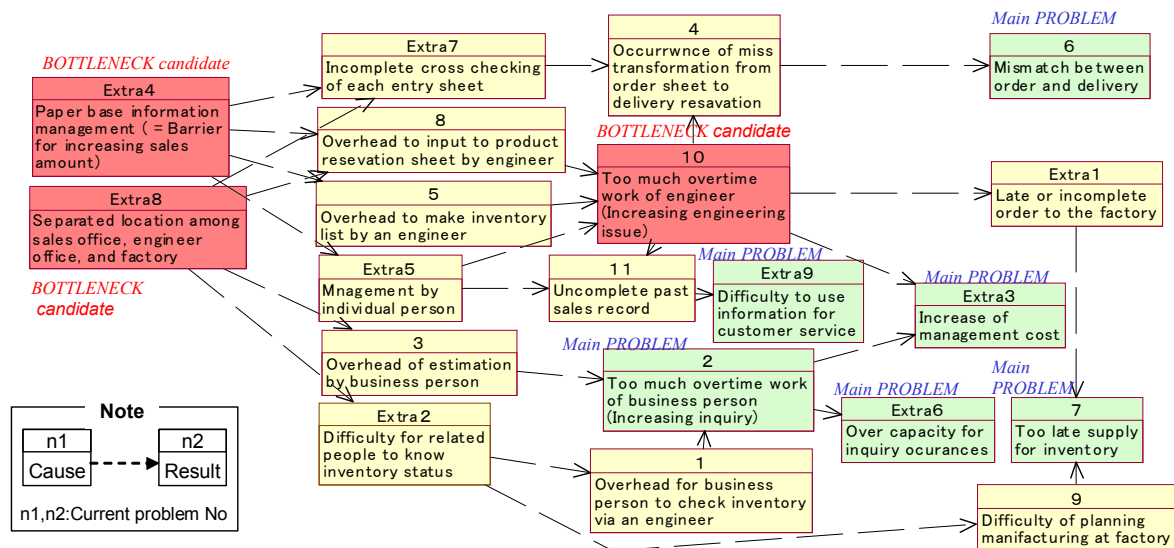 BOTTLENECK candidate
Extra4
Paper base information
management ( = Barrier
for increasing sales
amount)
Extra8
Separated location among
sales office, engineer
office, and factory
BOTTLENECK
candidate
Extra7
Incomplete cross checking
of each entry sheet
8
Overhead to input to product
resevation sheet by engineer
5
Overhead to make inventory
list by an engineer
Extra5
Mnagement by
individual person
3
Overhead of estimation
by business person
Extra2
Difficulty for related
people to know
inventory status
4
Occurrwnce of miss
transformation from
order sheet to
delivery resavation
BOTTLENECK candidate
10
Too much overtime
work of engineer
(Increasing engineering
issue)
11
Uncomplete past
sales record
Main PROBLEM
Extra9
Difficulty to use
information for
customer service
Main PROBLEM
2
Too much overtime work
of business person
(Increasing inquiry)
1
Overhead for business
person to check inventory
via an engineer
Main PROBLEM
6
Mismatch between
order and delivery
Extra1
Late or incomplete
order to the factory
Main PROBLEM
Extra3
Increase of
management cost
Main PROBLEM
Extra6
Over capacity for
inquiry ocurances
Main
PROBLEM
7
Too late supply
for inventory
9
Difficulty of planning
manifacturing at factory
Note
n1
Cause
n2
Result
n1,n2:Current problem No